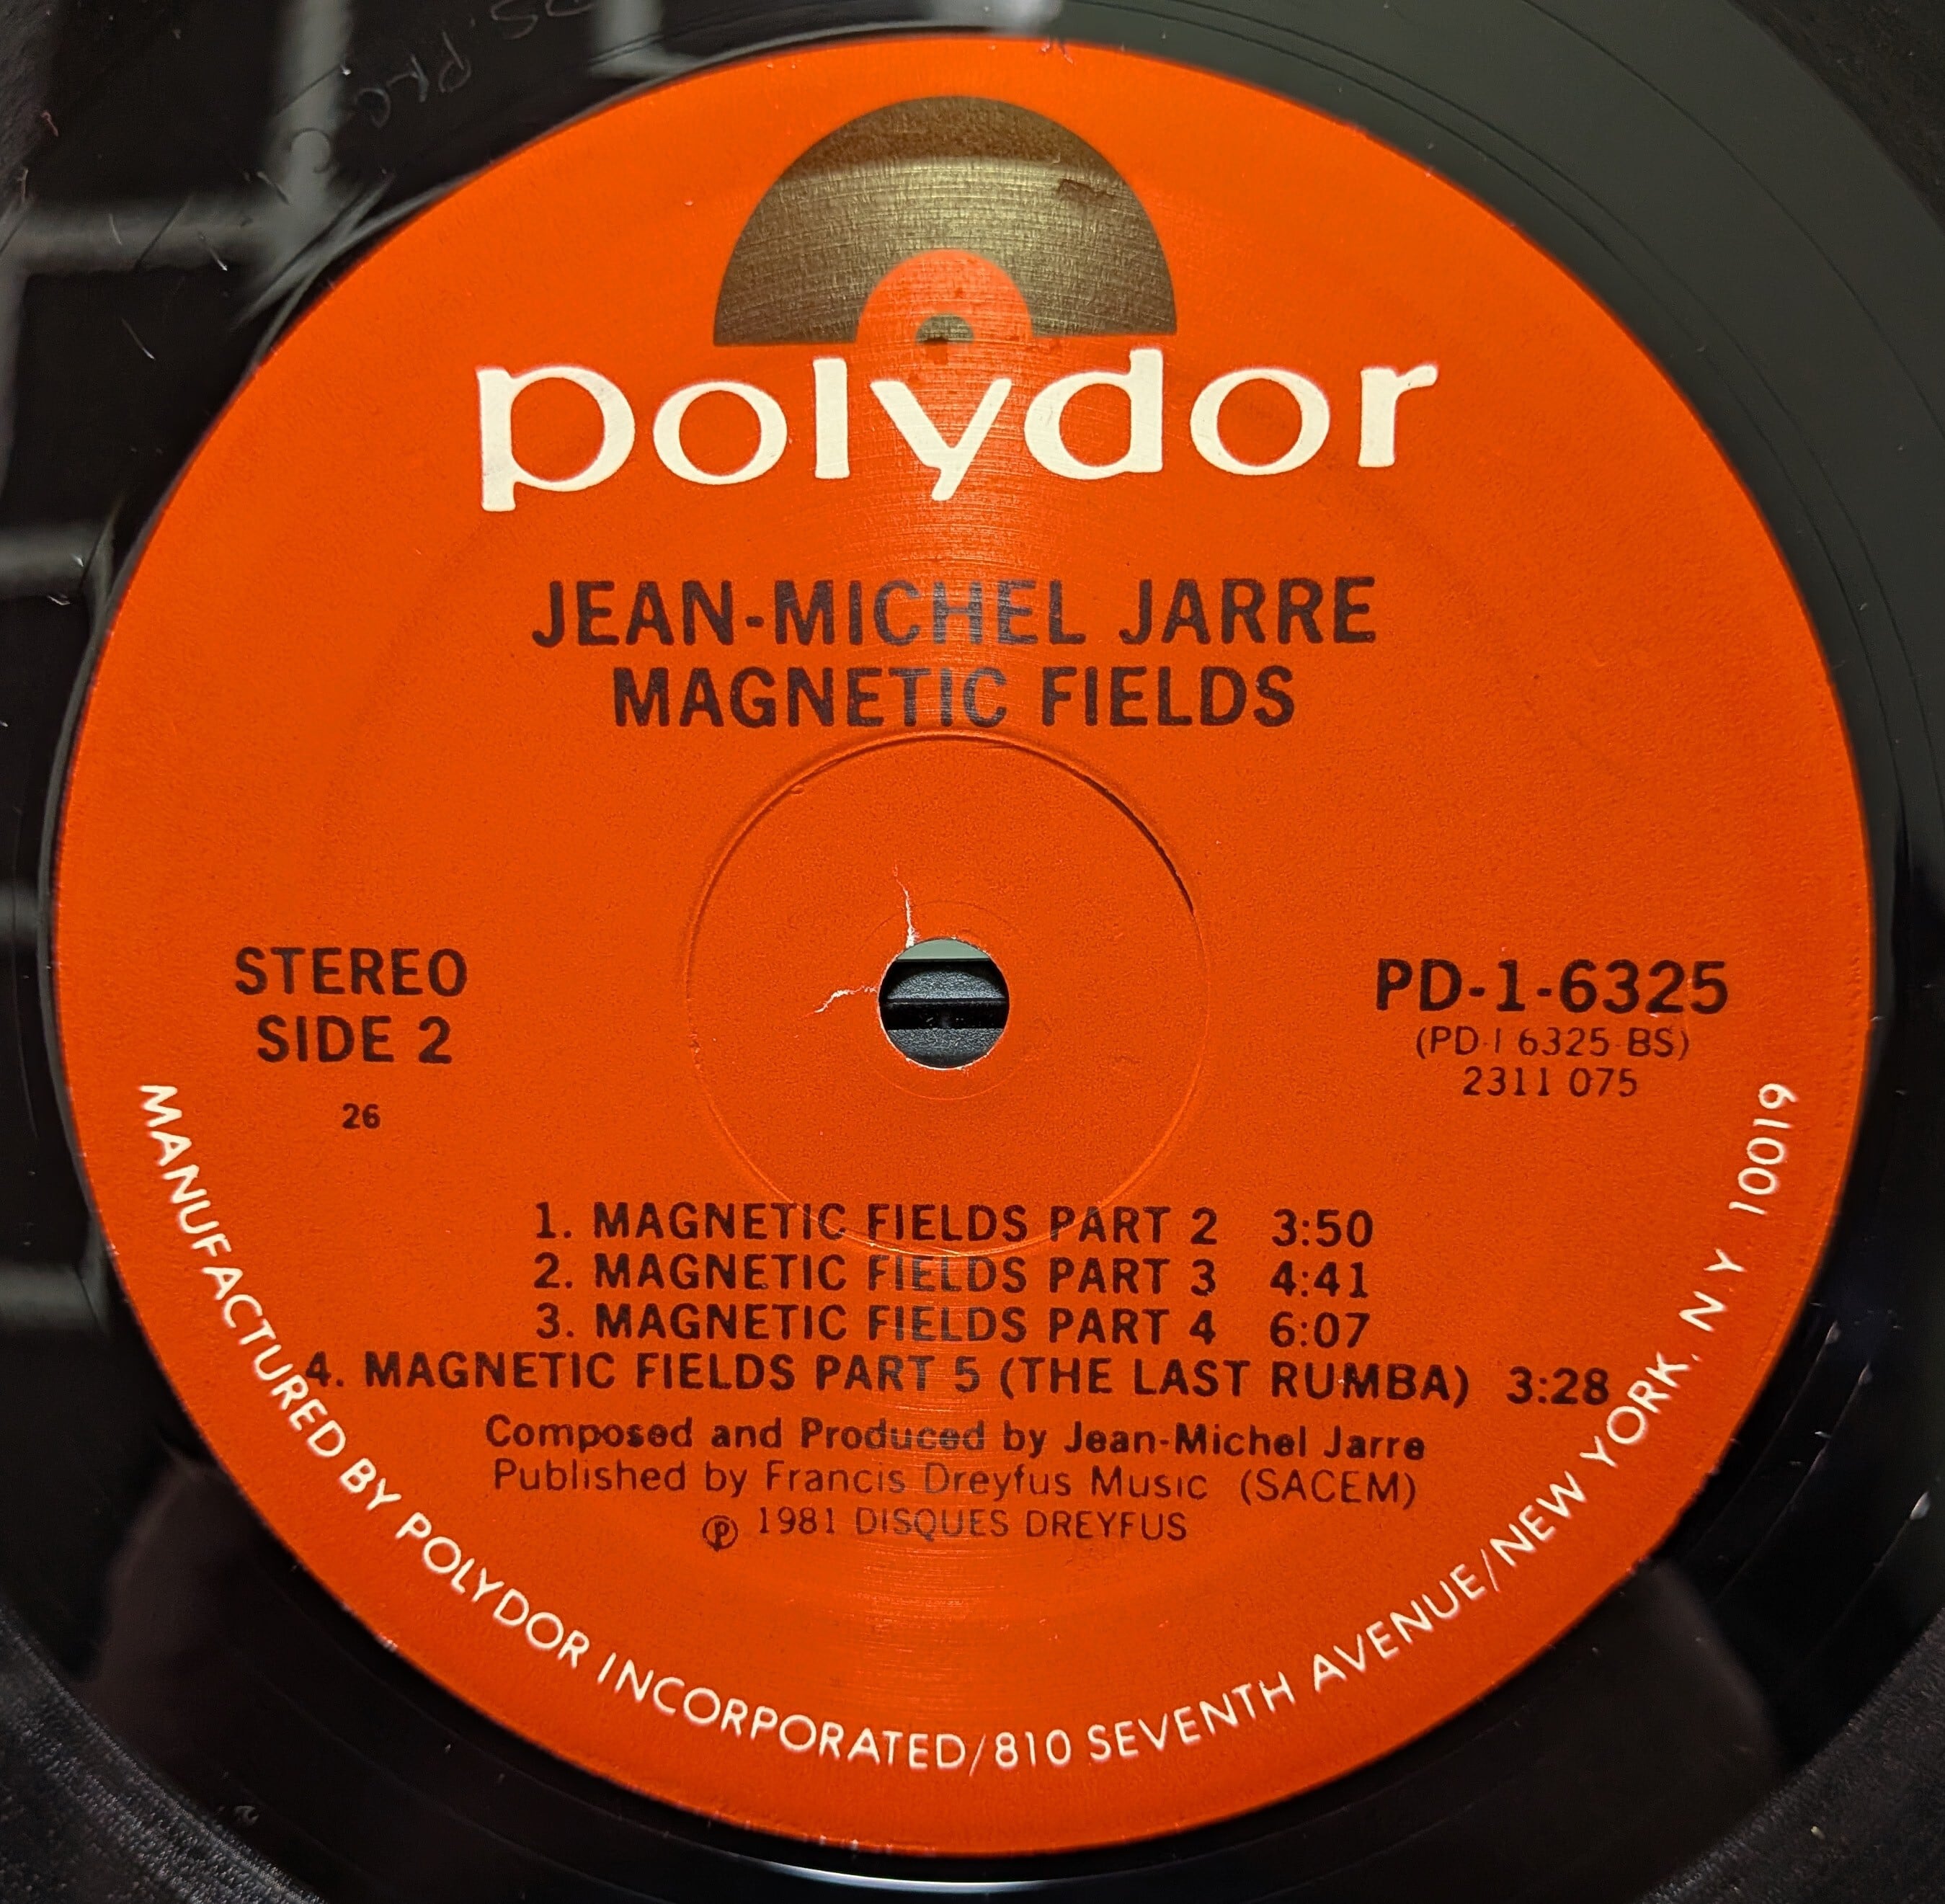 polydor
JEAN-MICHEL JARRE
MAGNETIC FIELDS
STEREO
SIDE 2
26
PD-1-6325
(PD-1 6325 BS)
2311 075
1. MAGNETIC FIELDS PART 2 3:50
2. MAGNETIC FIELDS PART 3 4:41
3. MAGNETIC FIELDS PART 4 6:07
4. MAGNETIC FIELDS PART 5 (THE LAST RUMBA) 3:28
Composed and Produced by Jean-Michel Jarre
Published by Francis Dreyfus Music (SACEM)
℗ 1981 DISQUES DREYFUS
MANUFACTURED BY POLYDOR INCORPORATED/810 SEVENTH AVENUE/NEW YORK, N Y 10019